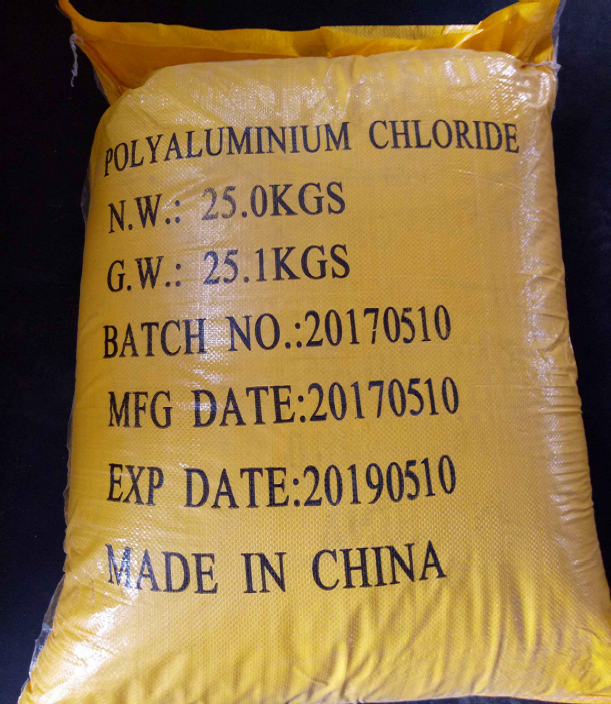 POLYALUMINIUM CHLORIDE
N.W.: 25.0KGS
G.W.: 25.1KGS
BATCH NO.:20170510
MFG DATE:20170510
EXP DATE:20190510
MADE IN CHINA